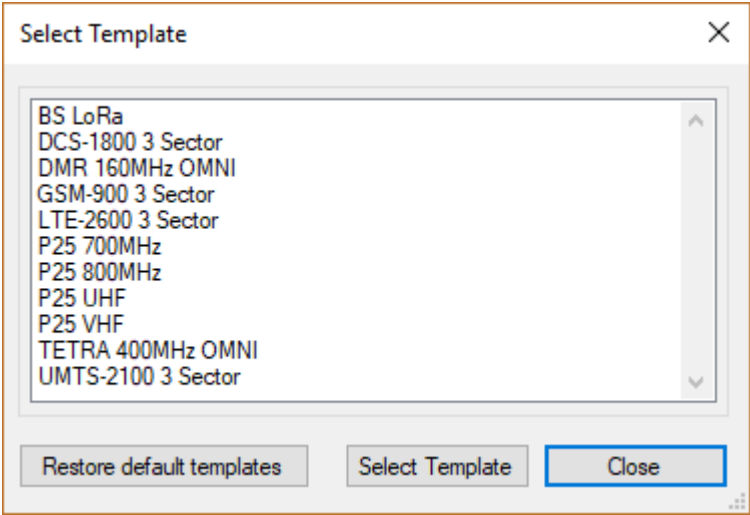 Select Template
BS LoRa
DCS-1800 3 Sector
DMR 160MHz OMNI
GSM-900 3 Sector
LTE-2600 3 Sector
P25 700MHz
P25 800MHz
P25 UHF
P25 VHF
TETRA 400MHz OMNI
UMTS-2100 3 Sector
Restore default templates Select Template Close